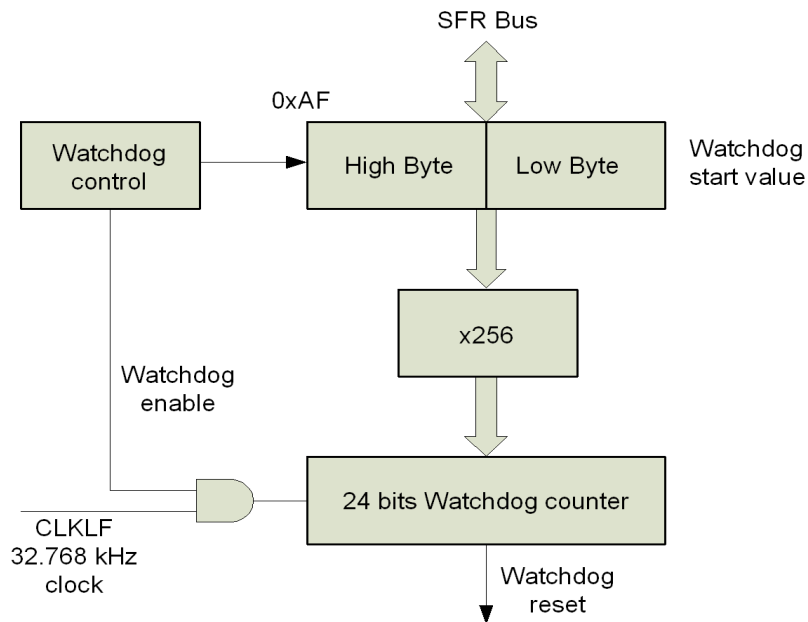 SFR Bus
0xAF
Watchdog
control
High Byte
Low Byte
Watchdog
start value
x256
Watchdog
enable
24 bits Watchdog counter
CLKLF
32.768 kHz
clock
Watchdog
reset